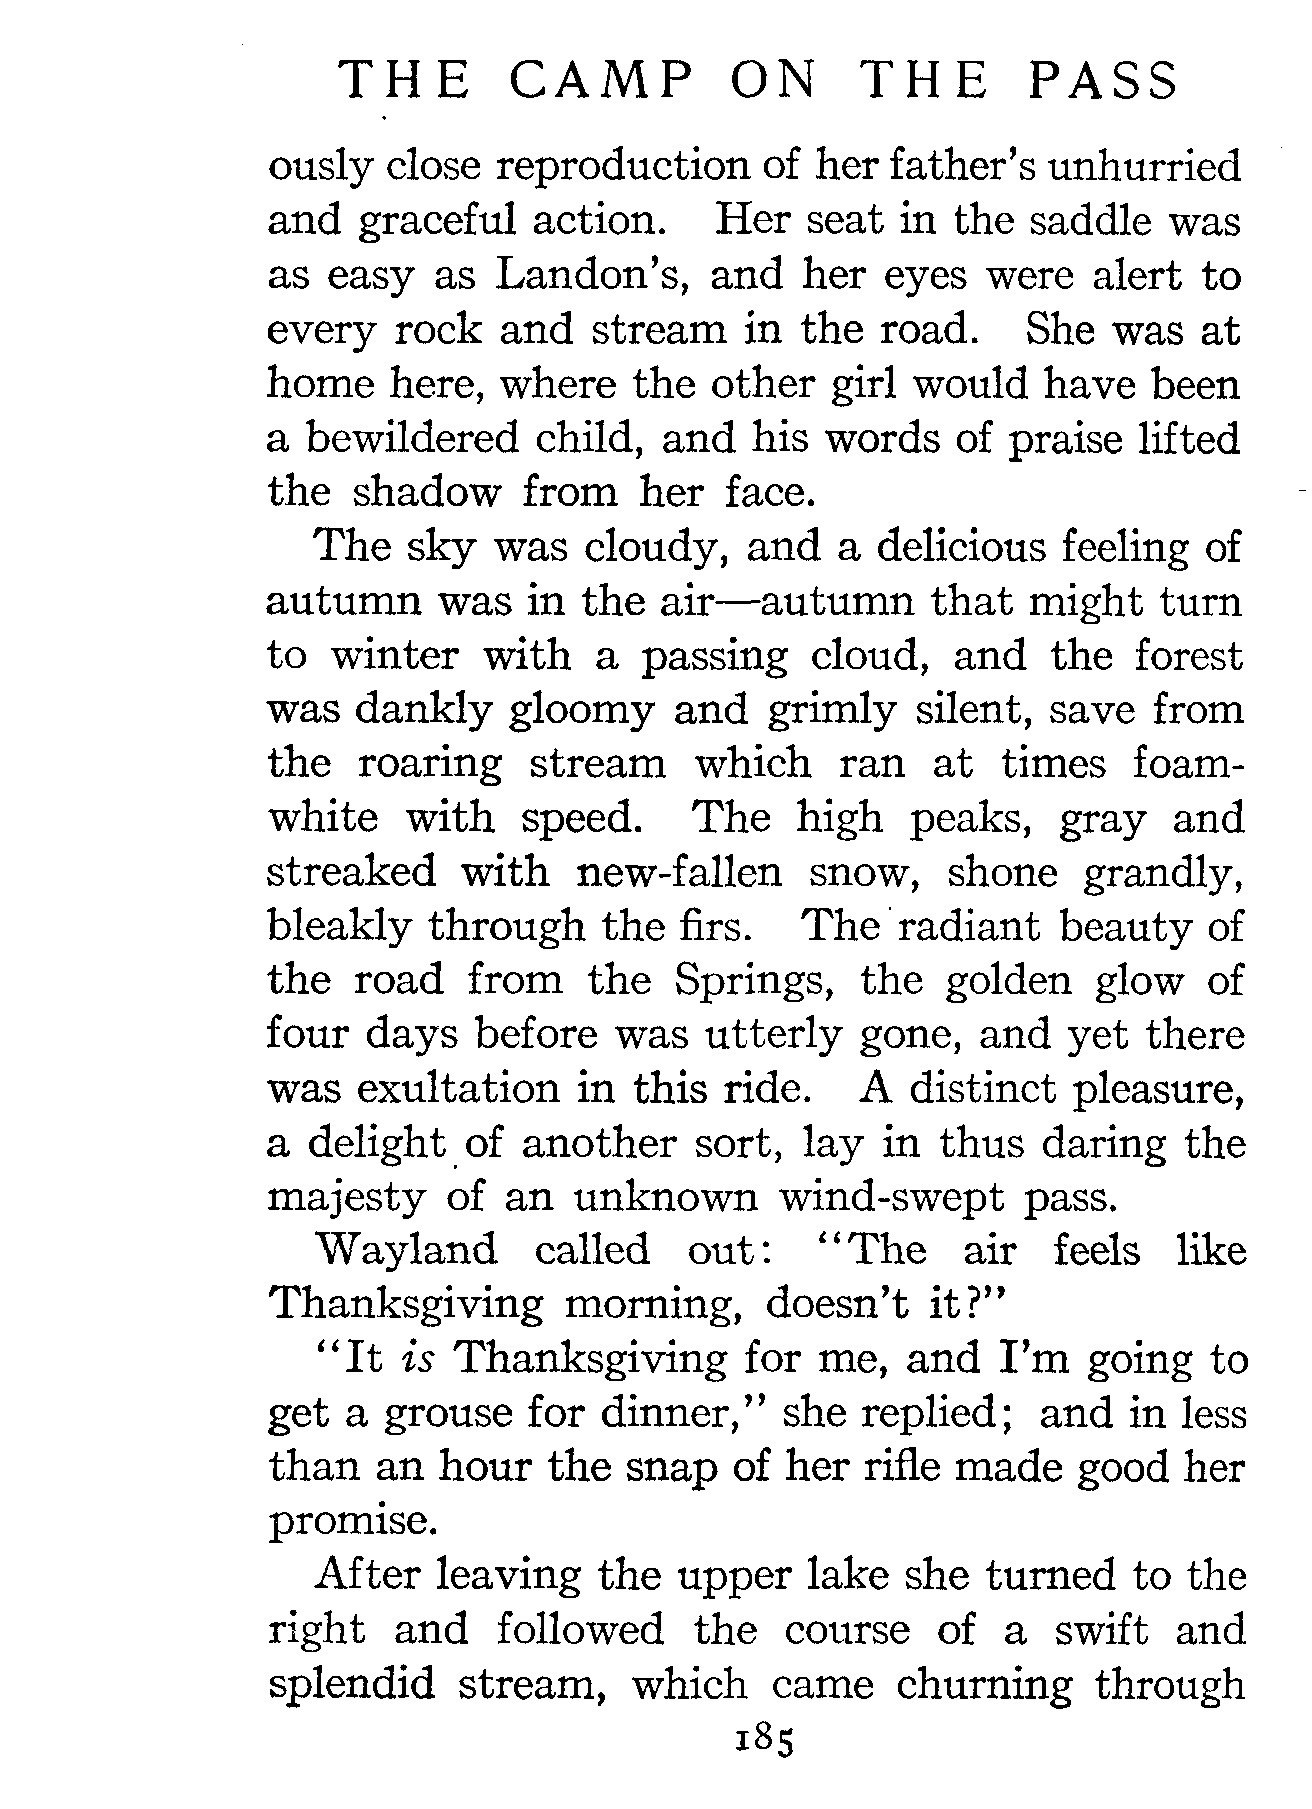 THE CAMP ON THE PASS
ously close reproduction of her father's unhurried
and graceful action. Her seat in the saddle was
as easy as Landon's, and her eyes were alert to
every rock and stream in the road. She was at
home here, where the other girl would have been
a bewildered child, and his words of praise lifted
the shadow from her face.
The sky was cloudy, and a delicious feeling of
autumn was in the air—autumn that might turn
to winter with a passing cloud, and the forest
was dankly gloomy and grimly silent, save from
the roaring stream which ran at times foam-
white with speed. The high peaks, gray and
streaked with new-fallen snow, shone grandly,
bleakly through the firs. The radiant beauty of
the road from the Springs, the golden glow of
four days before was utterly gone, and yet there
was exultation in this ride. A distinct pleasure,
a delight of another sort, lay in thus daring the
majesty of an unknown wind-swept pass.
Wayland called out: “The air feels like
Thanksgiving morning, doesn't it?”
“It is Thanksgiving for me, and I'm going to
get a grouse for dinner,” she replied; and in less
than an hour the snap of her rifle made good her
promise.
After leaving the upper lake she turned to the
right and followed the course of a swift and
splendid stream, which came churning through
185